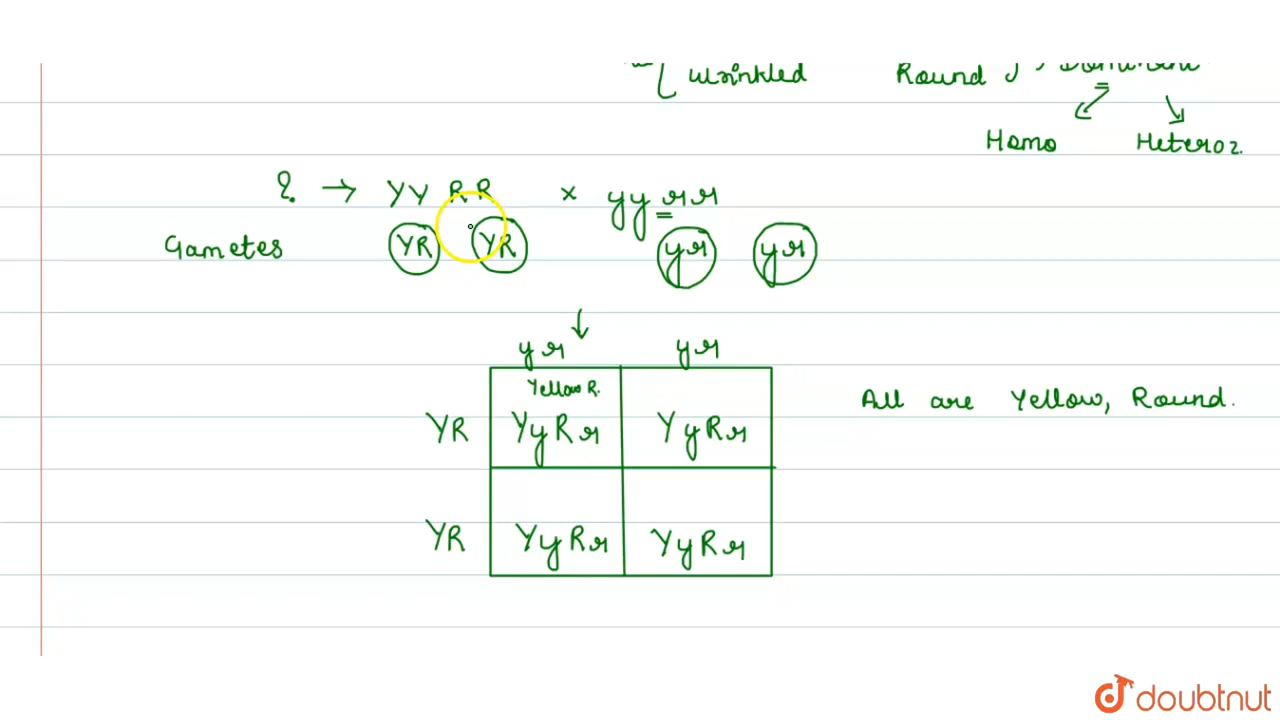 Wrinkled Round } Dominant
Homo Heteroz.
? → YY RR × yy rr
Gametes YR YR yr yr
yr yr
Yellow R.
YR YyRr YyRr
All are Yellow, Round.
YR YyRr YyRr
doubtnut